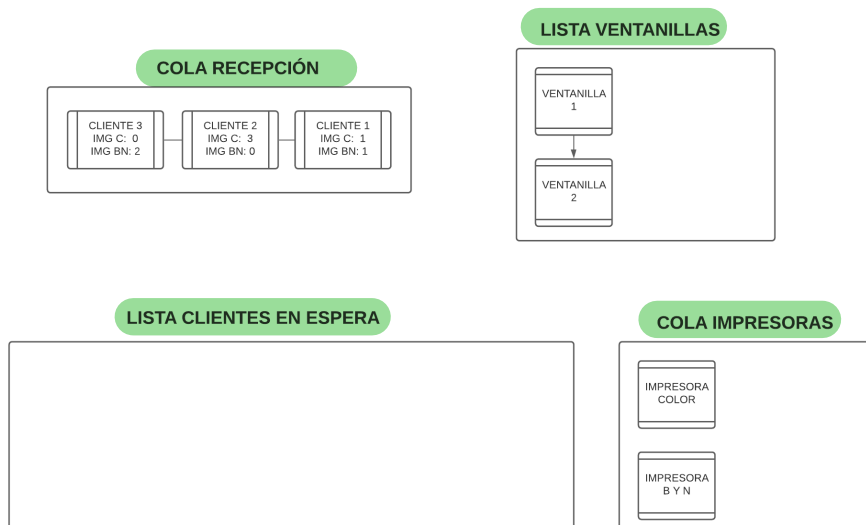 LISTA VENTANILLAS
COLA RECEPCIÓN
CLIENTE 3
IMG C: 0
IMG BN: 2
CLIENTE 2
IMG C: 3
IMG BN: 0
CLIENTE 1
IMG C: 1
IMG BN: 1
VENTANILLA
1
VENTANILLA
2
LISTA CLIENTES EN ESPERA
COLA IMPRESORAS
IMPRESORA
COLOR
IMPRESORA
B Y N